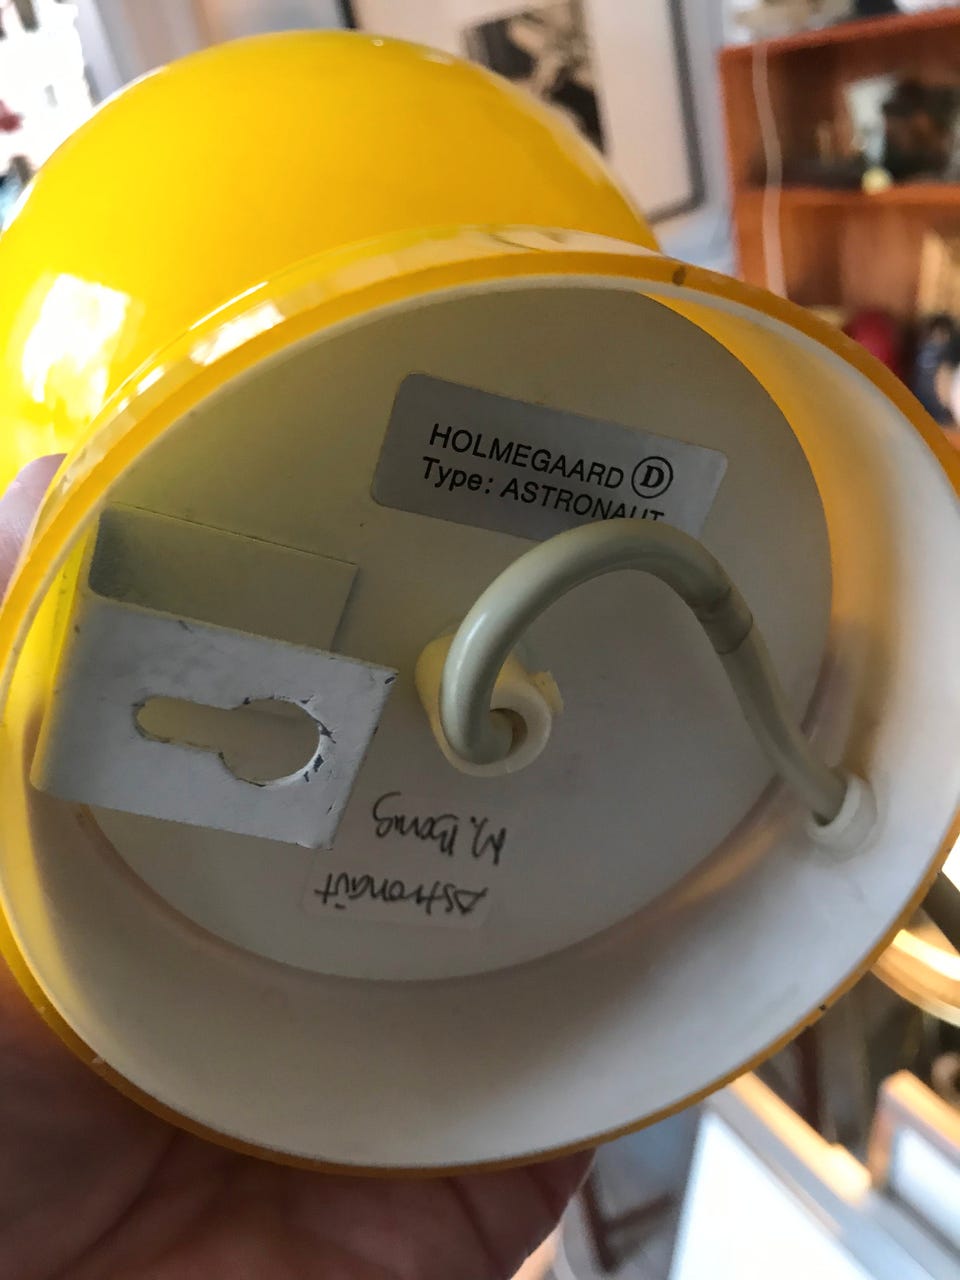 HOLMEGAARD D
Type: ASTRONAUT
Astronaut
M. Bang